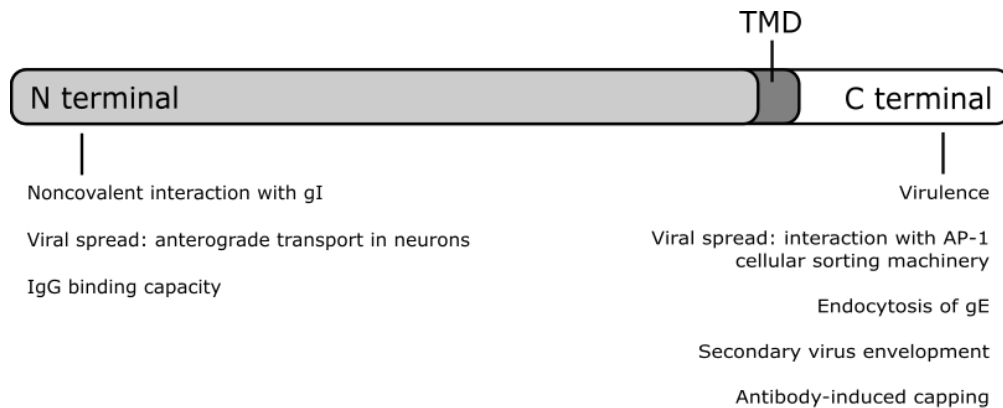 TMD
N terminal
C terminal
Noncovalent interaction with gI
Viral spread: anterograde transport in neurons
IgG binding capacity
Virulence
Viral spread: interaction with AP-1
cellular sorting machinery
Endocytosis of gE
Secondary virus envelopment
Antibody-induced capping